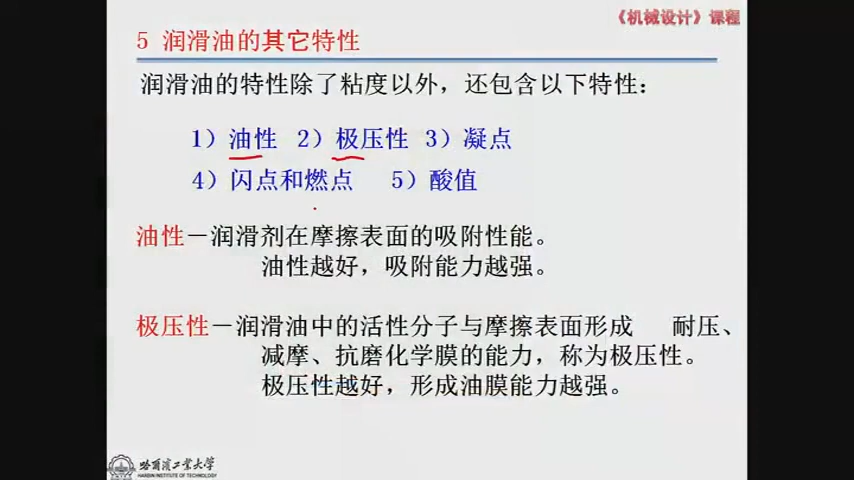 《机械设计》课程
5 润滑油的其它特性
润滑油的特性除了粘度以外，还包含以下特性：
1）油性 2）极压性 3）凝点
4）闪点和燃点 5）酸值
油性－润滑剂在摩擦表面的吸附性能。
油性越好，吸附能力越强。
极压性－润滑油中的活性分子与摩擦表面形成 耐压、
减摩、抗磨化学膜的能力，称为极压性。
极压性越好，形成油膜能力越强。
哈尔滨工业大学
HARBIN INSTITUTE OF TECHNOLOGY